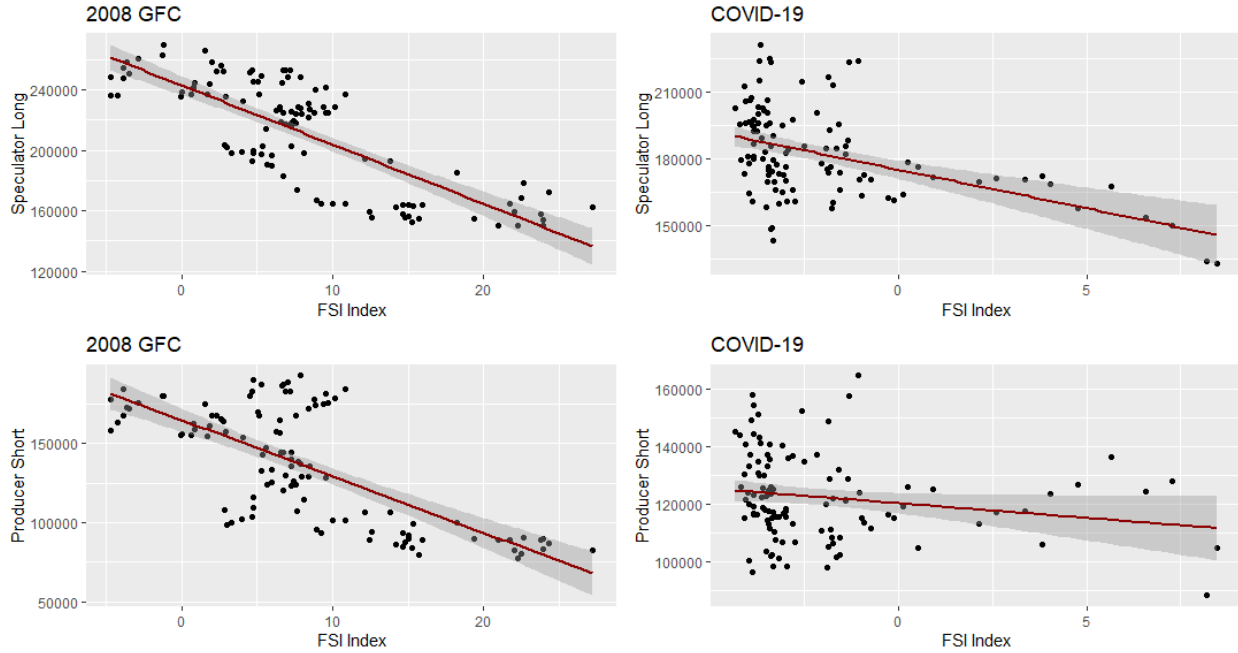 2008 GFC
Speculator Long
240000
200000
160000
120000
0
10
20
FSI Index
COVID-19
Speculator Long
210000
180000
150000
0
5
FSI Index
2008 GFC
Producer Short
150000
100000
50000
0
10
20
FSI Index
COVID-19
Producer Short
160000
140000
120000
100000
0
5
FSI Index